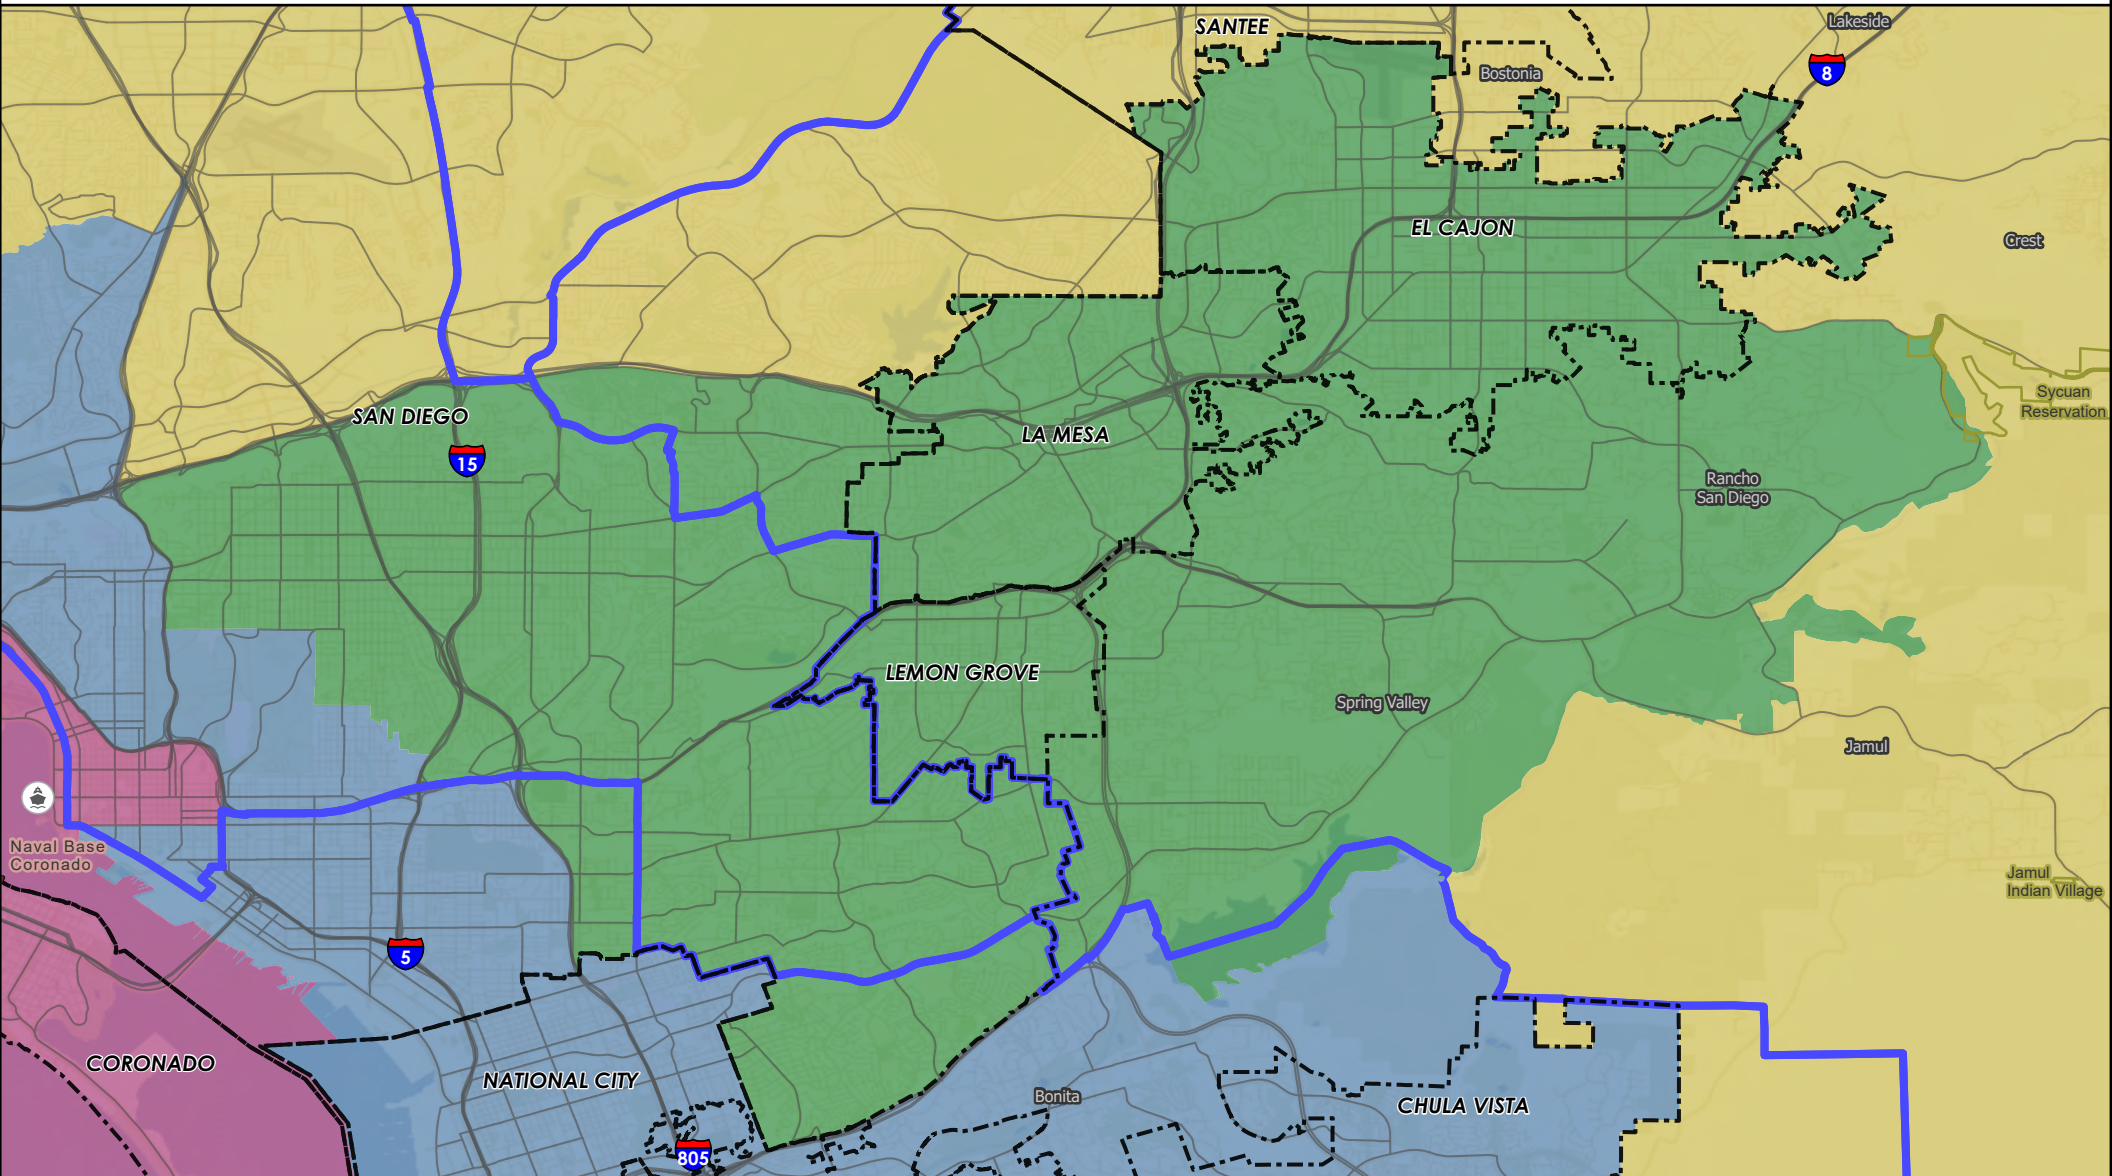 SANTEE
Lakeside
8
Bostonia
EL CAJON
Crest
Sycuan
Reservation
SAN DIEGO
15
LA MESA
Rancho
San Diego
LEMON GROVE
Spring Valley
Jamul
Naval Base
Coronado
Jamul
Indian Village
5
CORONADO
NATIONAL CITY
Bonita
CHULA VISTA
805